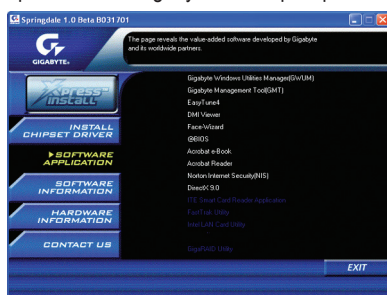 Springdale 1.0 Beta B031701
GIGABYTE
The page reveals the value-added software developed by Gigabyte
and its worldwide partners.
Xpress
INSTALL
INSTALL
CHIPSET DRIVER
SOFTWARE
APPLICATION
SOFTWARE
INFORMATION
HARDWARE
INFORMATION
CONTACT US
Gigabyte Windows Utilities Manager(GWUM)
Gigabyte Management Tool(GMT)
EasyTune4
DMI Viewer
Face-Wizard
@BIOS
Acrobat e-Book
Acrobat Reader
Norton Internet Security(NIS)
DirectX 9.0
ITE Smart Card Reader Application
FastTrak Utility
Intel LAN Card Utility
GigaRAID Utility
EXIT